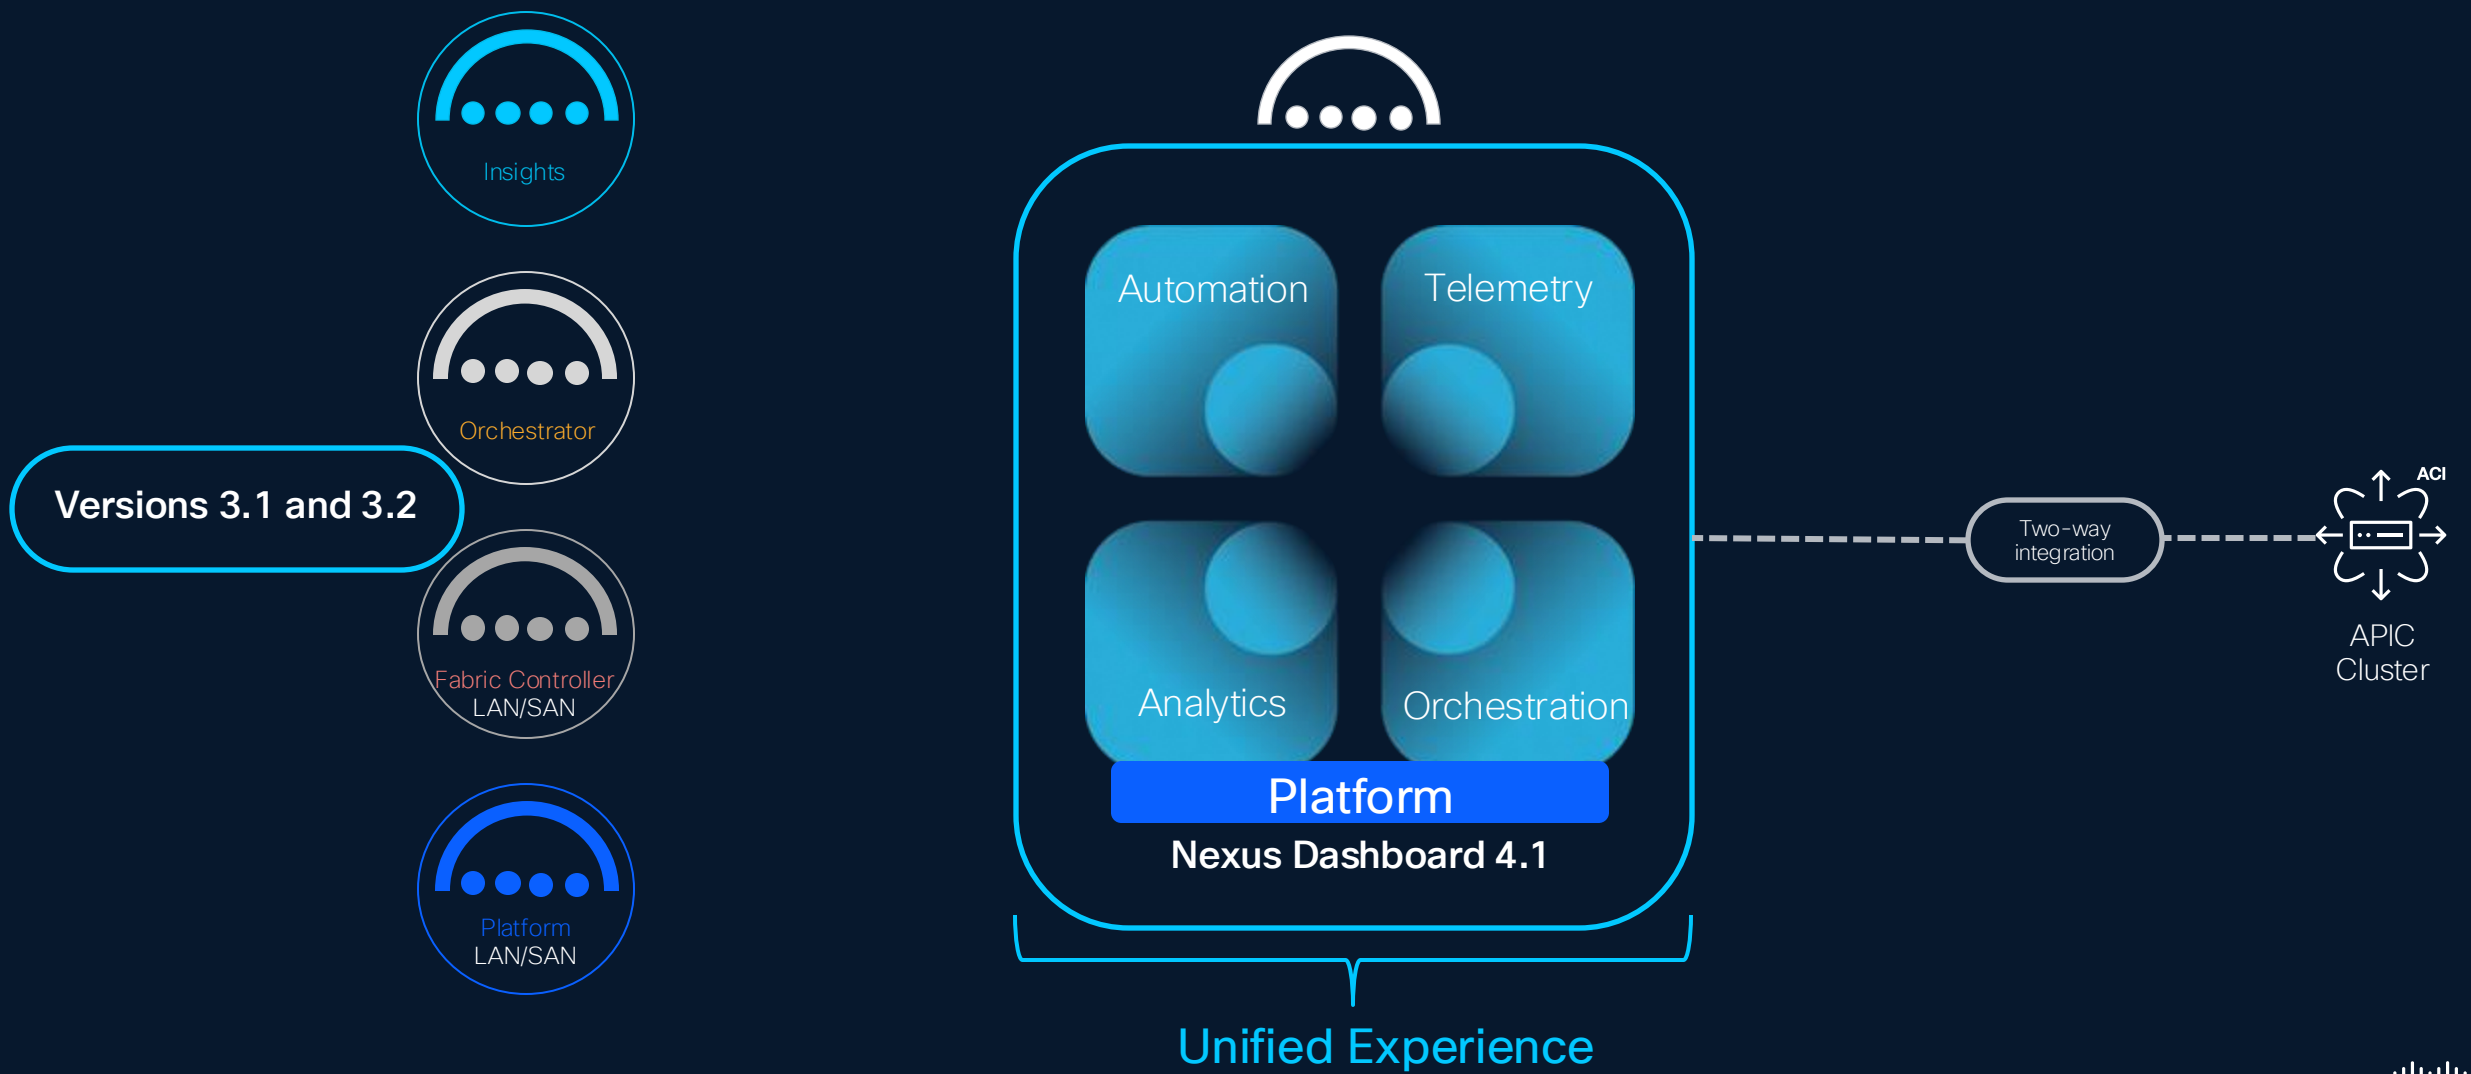 Insights
Orchestrator
Versions 3.1 and 3.2
Fabric Controller
LAN/SAN
Platform
LAN/SAN
Automation
Telemetry
Analytics
Orchestration
Platform
Nexus Dashboard 4.1
Unified Experience
Two-way
integration
ACI
APIC
Cluster